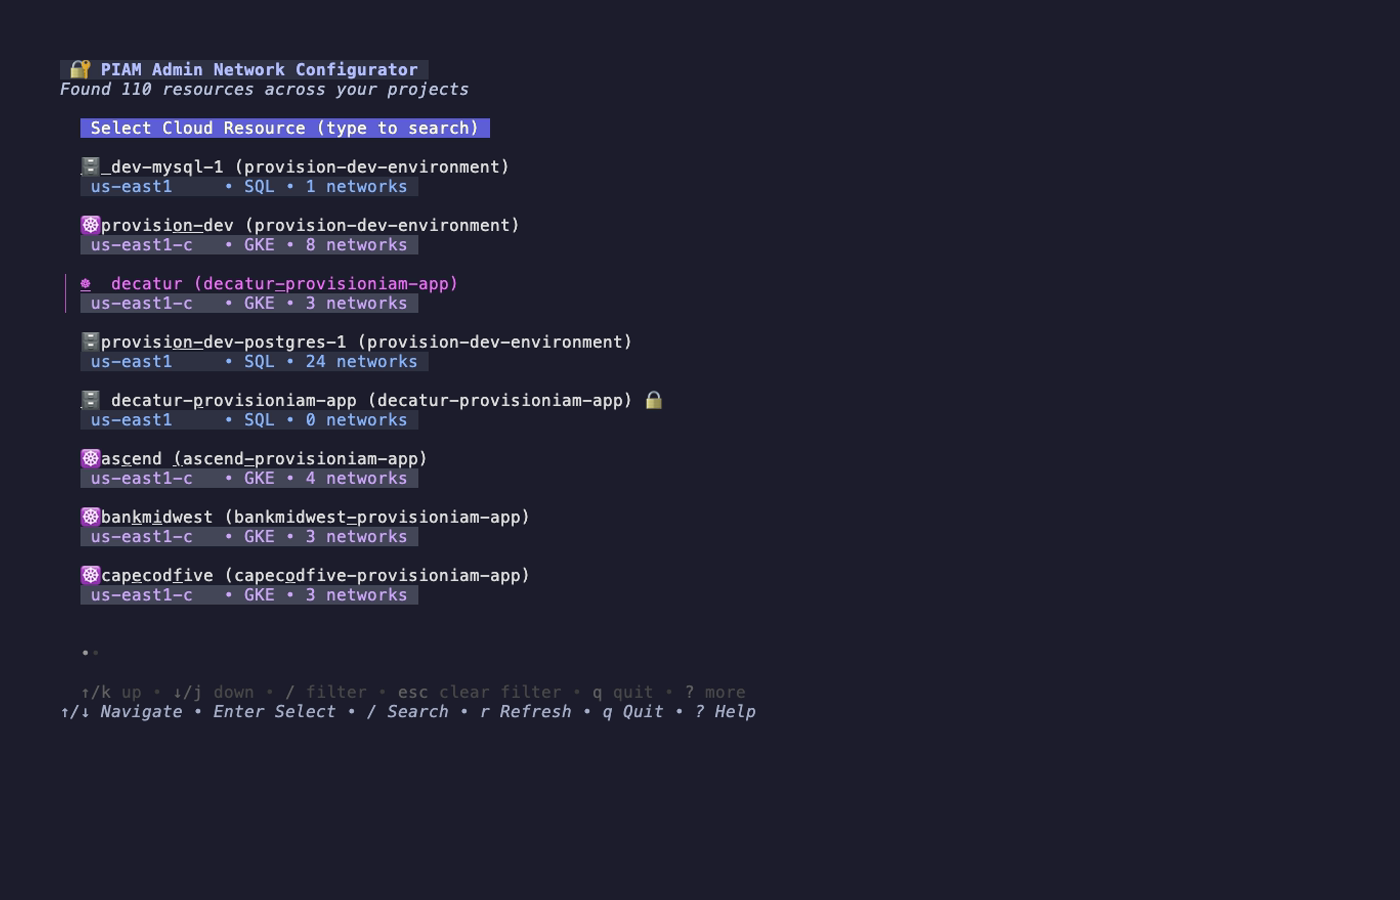 PIAM Admin Network Configurator
Found 110 resources across your projects
Select Cloud Resource (type to search)
_dev-mysql-1 (provision-dev-environment)
us-east1 • SQL • 1 networks
provision-dev (provision-dev-environment)
us-east1-c • GKE • 8 networks
decatur (decatur-provisioniam-app)
us-east1-c • GKE • 3 networks
provision-dev-postgres-1 (provision-dev-environment)
us-east1 • SQL • 24 networks
decatur-provisioniam-app (decatur-provisioniam-app)
us-east1 • SQL • 0 networks
ascend (ascend-provisioniam-app)
us-east1-c • GKE • 4 networks
bankmidwest (bankmidwest-provisioniam-app)
us-east1-c • GKE • 3 networks
capecodfive (capecodfive-provisioniam-app)
us-east1-c • GKE • 3 networks
↑/k up • ↓/j down • / filter • esc clear filter • q quit • ? more
↑/↓ Navigate • Enter Select • / Search • r Refresh • q Quit • ? Help